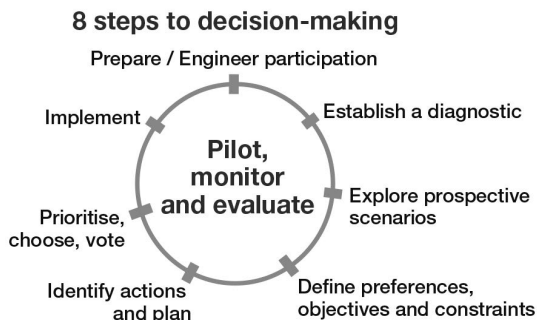 8 steps to decision-making
Prepare / Engineer participation
Establish a diagnostic
Explore prospective
scenarios
Define preferences,
objectives and constraints
Identify actions
and plan
Prioritise,
choose, vote
Implement
Pilot,
monitor
and evaluate